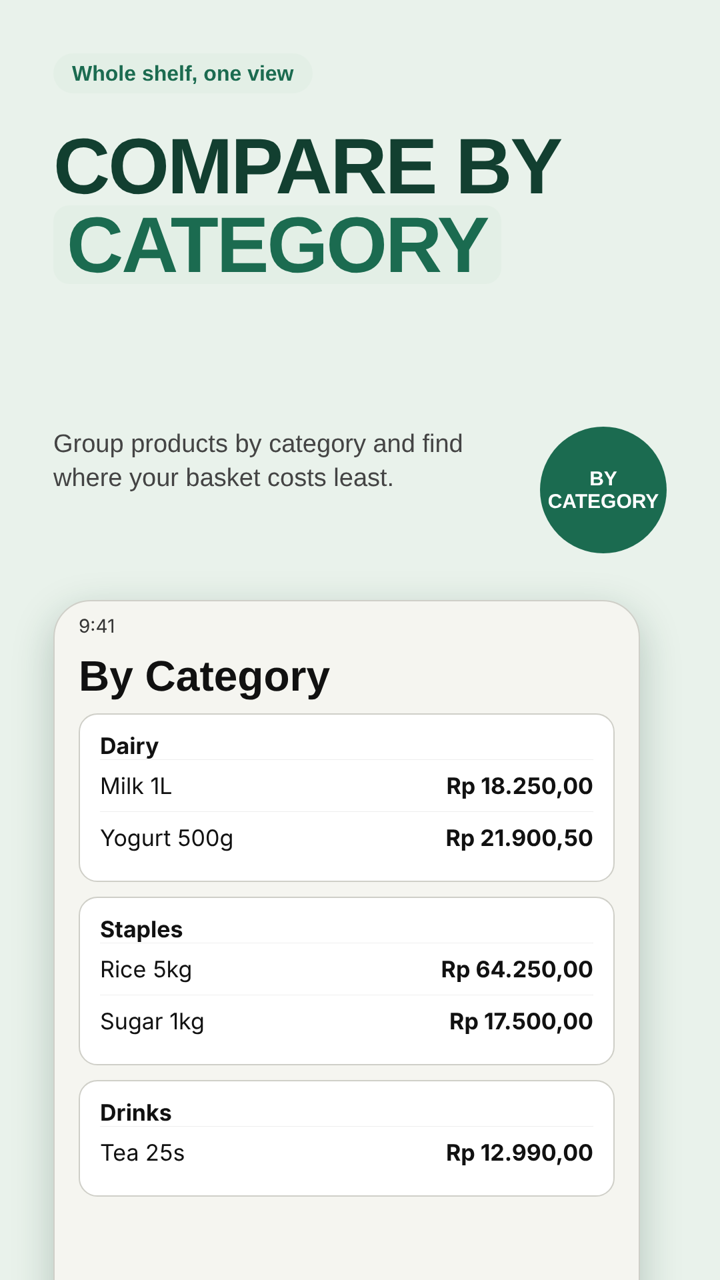 Whole shelf, one view
COMPARE BY
CATEGORY
Group products by category and find
where your basket costs least.
BY
CATEGORY
9:41
By Category
Dairy
Milk 1L Rp 18.250,00
Yogurt 500g Rp 21.900,50
Staples
Rice 5kg Rp 64.250,00
Sugar 1kg Rp 17.500,00
Drinks
Tea 25s Rp 12.990,00